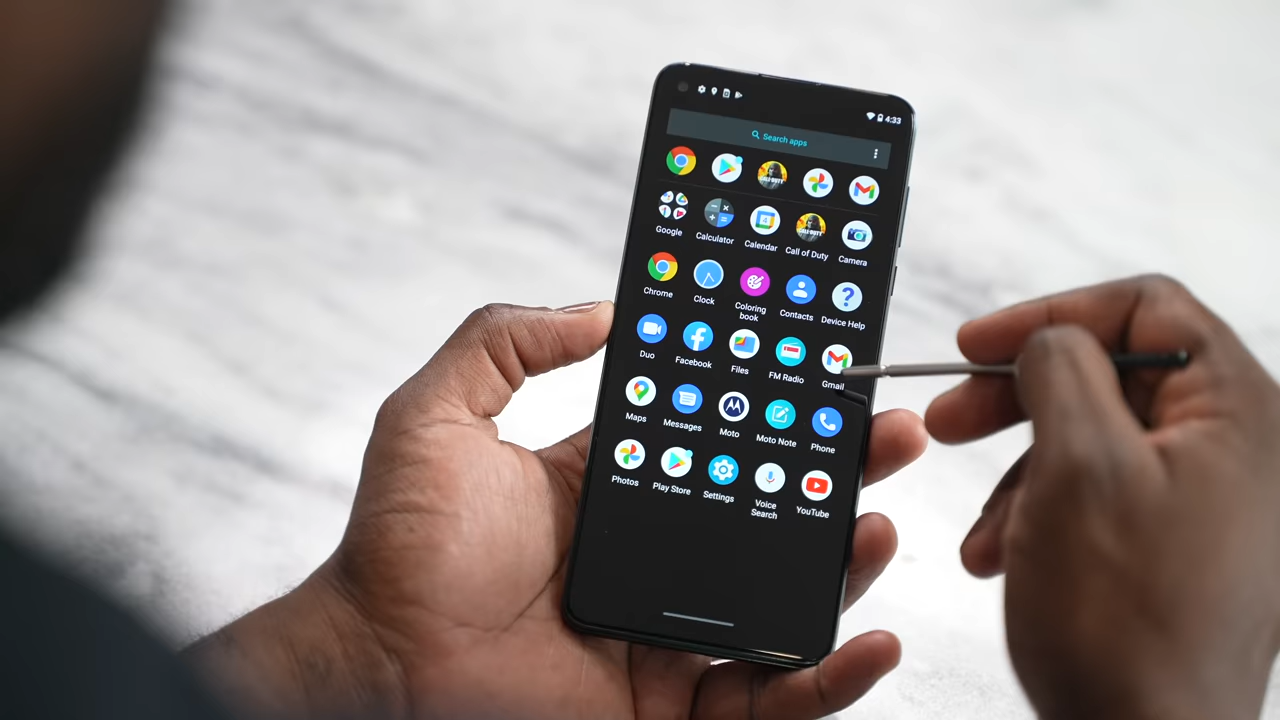 4:33
Search apps
Google
Calculator
Calendar
Call of Duty
Camera
Chrome
Clock
Coloring
book
Contacts
Device Help
Duo
Facebook
Files
FM Radio
Gmail
Maps
Messages
Moto
Moto Note
Phone
Photos
Play Store
Settings
Voice
Search
YouTube